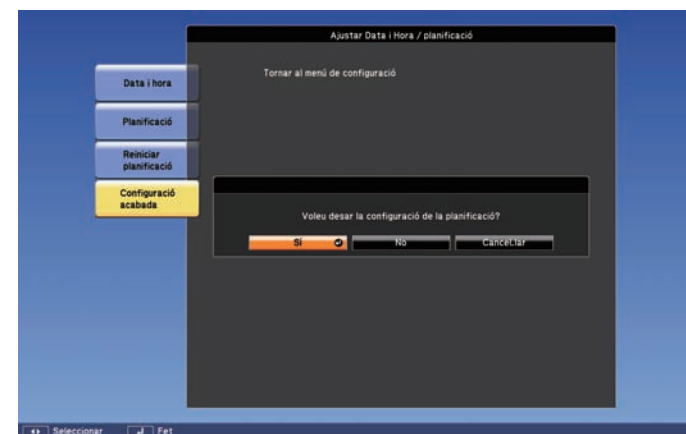 Ajustar Data i Hora / planificació
Tornar al menú de configuració
Data i hora
Planificació
Reiniciar
planificació
Configuració
acabada
Voleu desar la configuració de la planificació?
Sí
No
Cancel.lar
Seleccionar
Fet